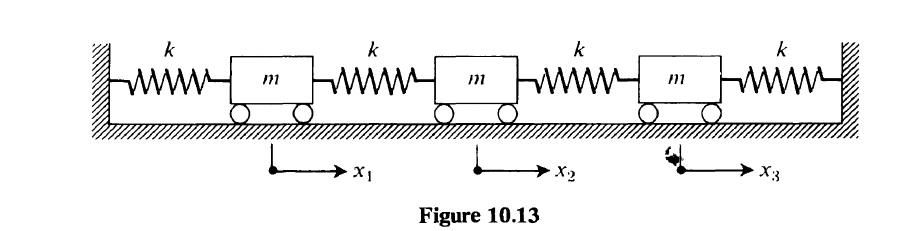 k k k k
m m m
x₁ x₂ x₃
Figure 10.13